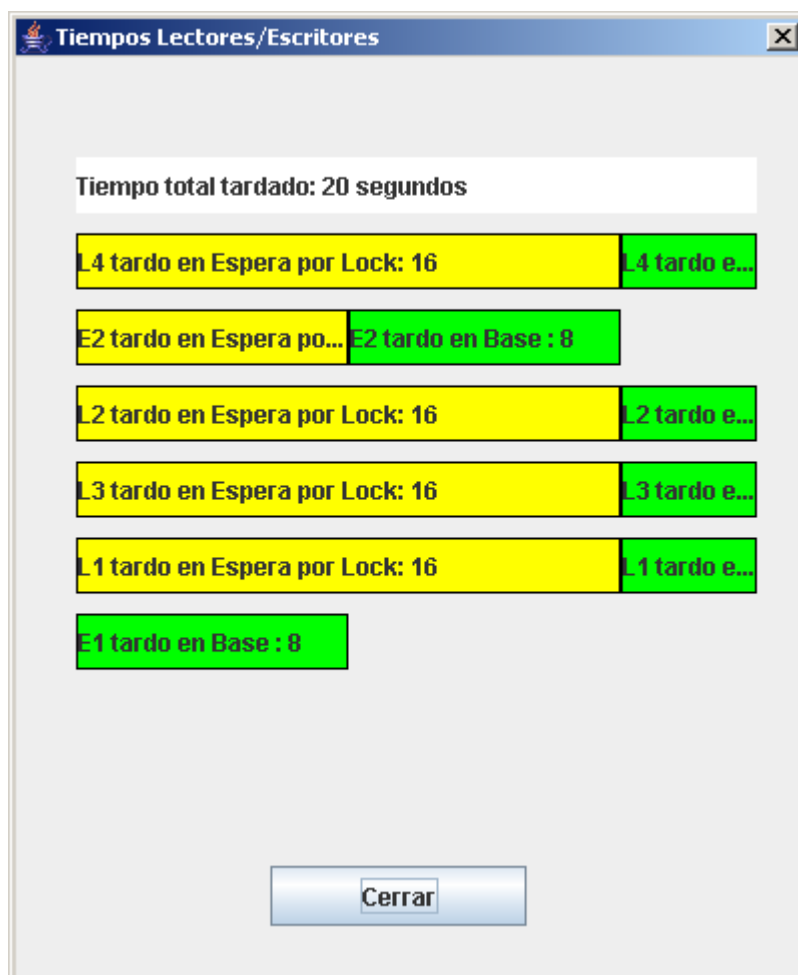 Tiempos Lectores/Escritores
Tiempo total tardado: 20 segundos
L4 tardo en Espera por Lock: 16 L4 tardo e...
E2 tardo en Espera po... E2 tardo en Base : 8
L2 tardo en Espera por Lock: 16 L2 tardo e...
L3 tardo en Espera por Lock: 16 L3 tardo e...
L1 tardo en Espera por Lock: 16 L1 tardo e...
E1 tardo en Base : 8
Cerrar